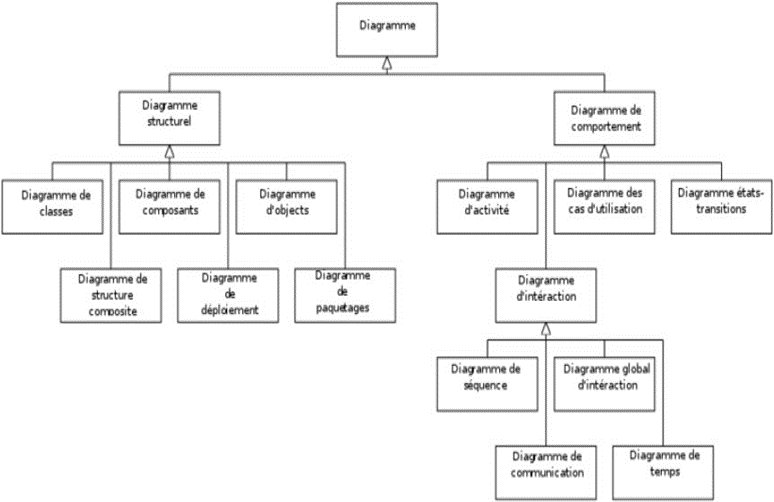 Diagramme
Diagramme
structurel
Diagramme de
comportement
Diagramme de
classes
Diagramme de
composants
Diagramme
d'objects
Diagramme
d'activité
Diagramme des
cas d'utilisation
Diagramme états-
transitions
Diagramme de
structure
composite
Diagramme
de
déploiement
Diagramme
de
paquetages
Diagramme
d'intéraction
Diagramme de
séquence
Diagramme global
d'intéraction
Diagramme de
communication
Diagramme de
temps